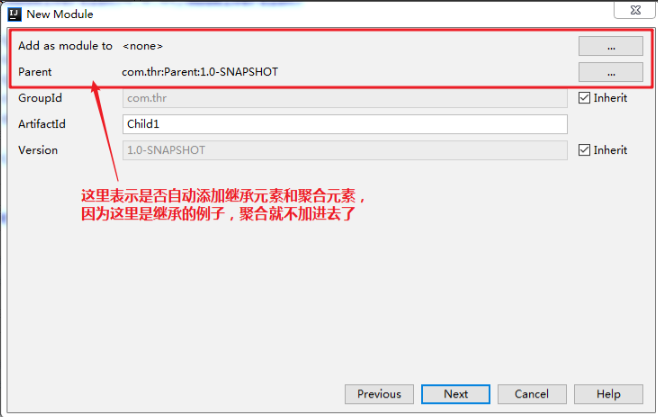 New Module
Add as module to <none> ...
Parent com.thr:Parent:1.0-SNAPSHOT ...
GroupId com.thr Inherit
ArtifactId Child1
Version 1.0-SNAPSHOT Inherit
这里表示是否自动添加继承元素和聚合元素，
因为这里是继承的例子，聚合就不加进去了
Previous Next Cancel Help